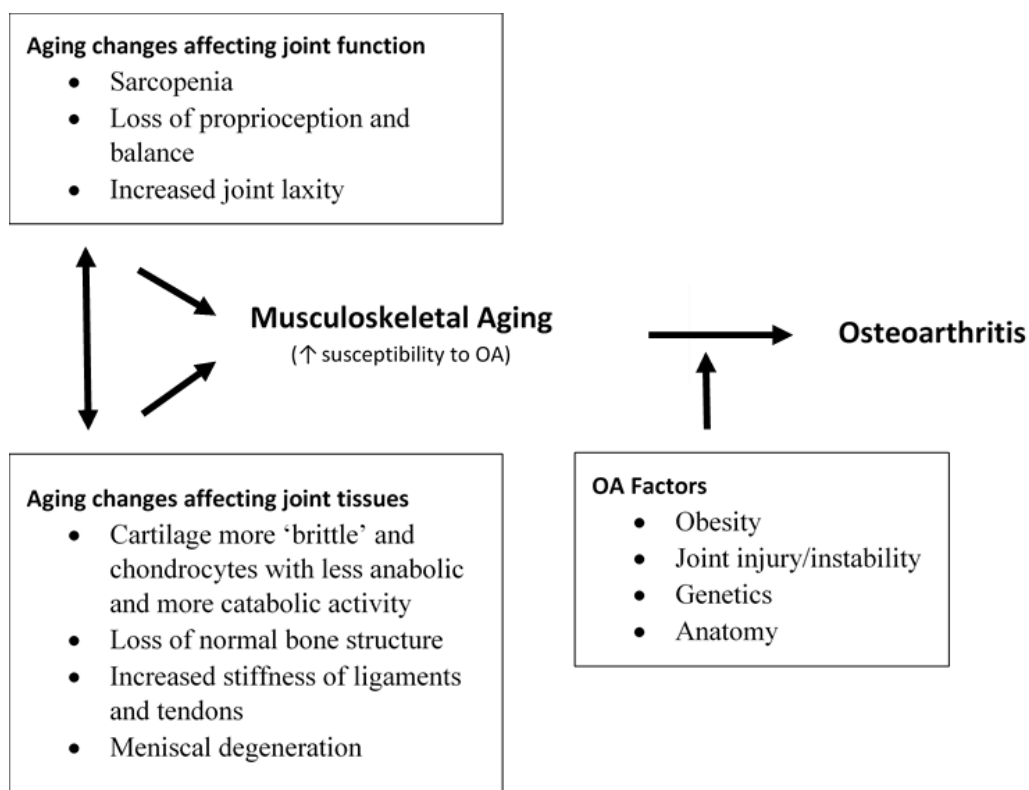 Aging changes affecting joint function
• Sarcopenia
• Loss of proprioception and
balance
• Increased joint laxity
Musculoskeletal Aging
(↑ susceptibility to OA)
Osteoarthritis
Aging changes affecting joint tissues
• Cartilage more ‘brittle’ and
chondrocytes with less anabolic
and more catabolic activity
• Loss of normal bone structure
• Increased stiffness of ligaments
and tendons
• Meniscal degeneration
OA Factors
• Obesity
• Joint injury/instability
• Genetics
• Anatomy